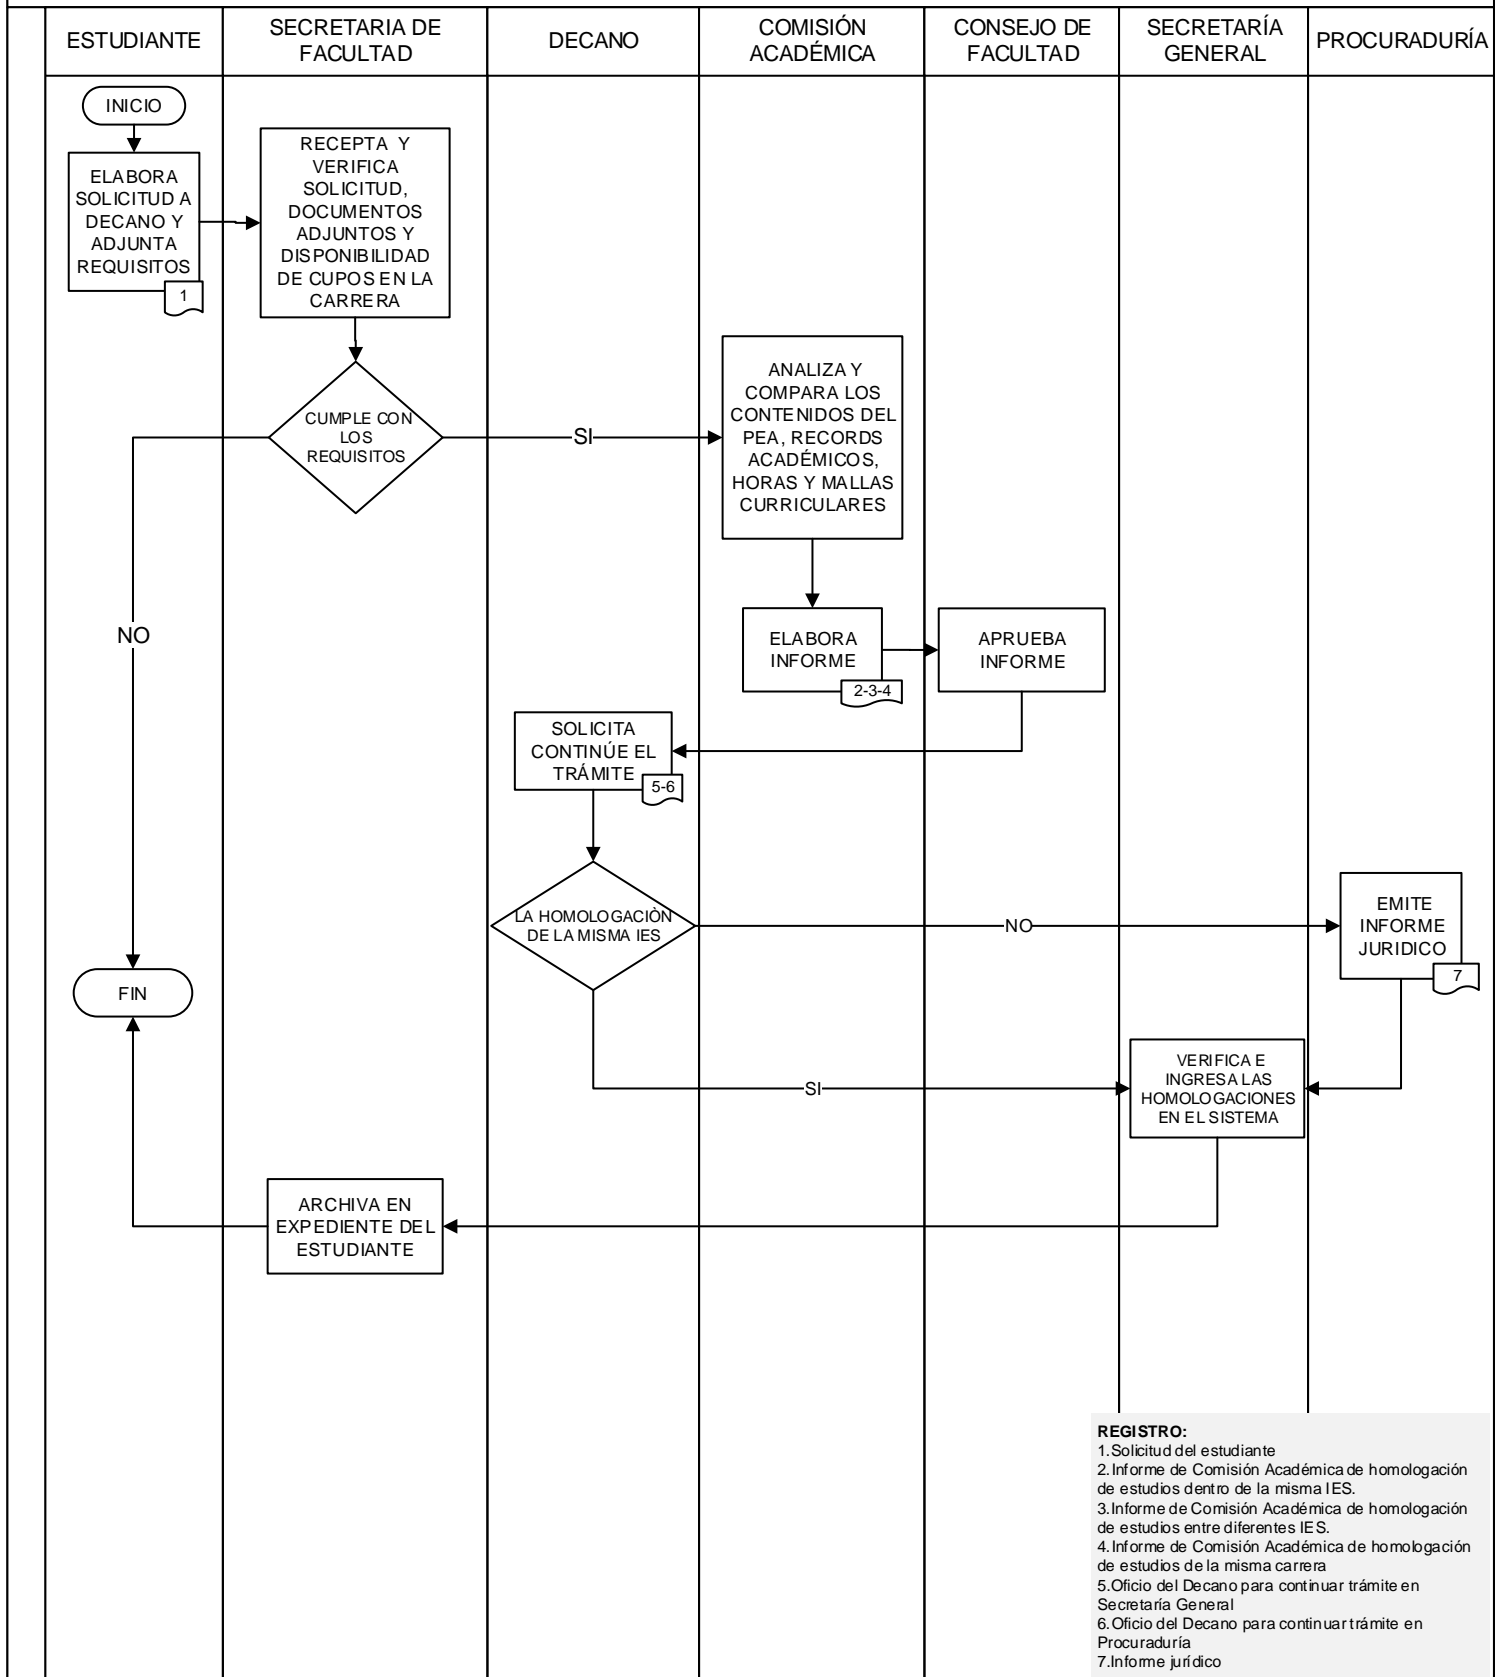 ESTUDIANTE
SECRETARIA DE
FACULTAD
DECANO
COMISIÓN
ACADÉMICA
CONSEJO DE
FACULTAD
SECRETARÍA
GENERAL
PROCURADURÍA
INICIO
ELABORA
SOLICITUD A
DECANO Y
ADJUNTA
REQUISITOS
1
RECEPTA Y
VERIFICA
SOLICITUD,
DOCUMENTOS
ADJUNTOS Y
DISPONIBILIDAD
DE CUPOS EN LA
CARRERA
CUMPLE CON
LOS
REQUISITOS
SI
NO
ANALIZA Y
COMPARA LOS
CONTENIDOS DEL
PEA, RECORDS
ACADÉMICOS,
HORAS Y MALLAS
CURRICULARES
ELABORA
INFORME
2-3-4
APRUEBA
INFORME
SOLICITA
CONTINÚE EL
TRÁMITE
5-6
LA HOMOLOGACIÒN
DE LA MISMA IES
NO
EMITE
INFORME
JURIDICO
7
FIN
SI
VERIFICA E
INGRESA LAS
HOMOLOGACIONES
EN EL SISTEMA
ARCHIVA EN
EXPEDIENTE DEL
ESTUDIANTE
REGISTRO:
1.Solicitud del estudiante
2.Informe de Comisión Académica de homologación
de estudios dentro de la misma IES.
3.Informe de Comisión Académica de homologación
de estudios entre diferentes IES.
4.Informe de Comisión Académica de homologación
de estudios de la misma carrera
5.Oficio del Decano para continuar trámite en
Secretaría General
6.Oficio del Decano para continuar trámite en
Procuraduría
7.Informe jurídico